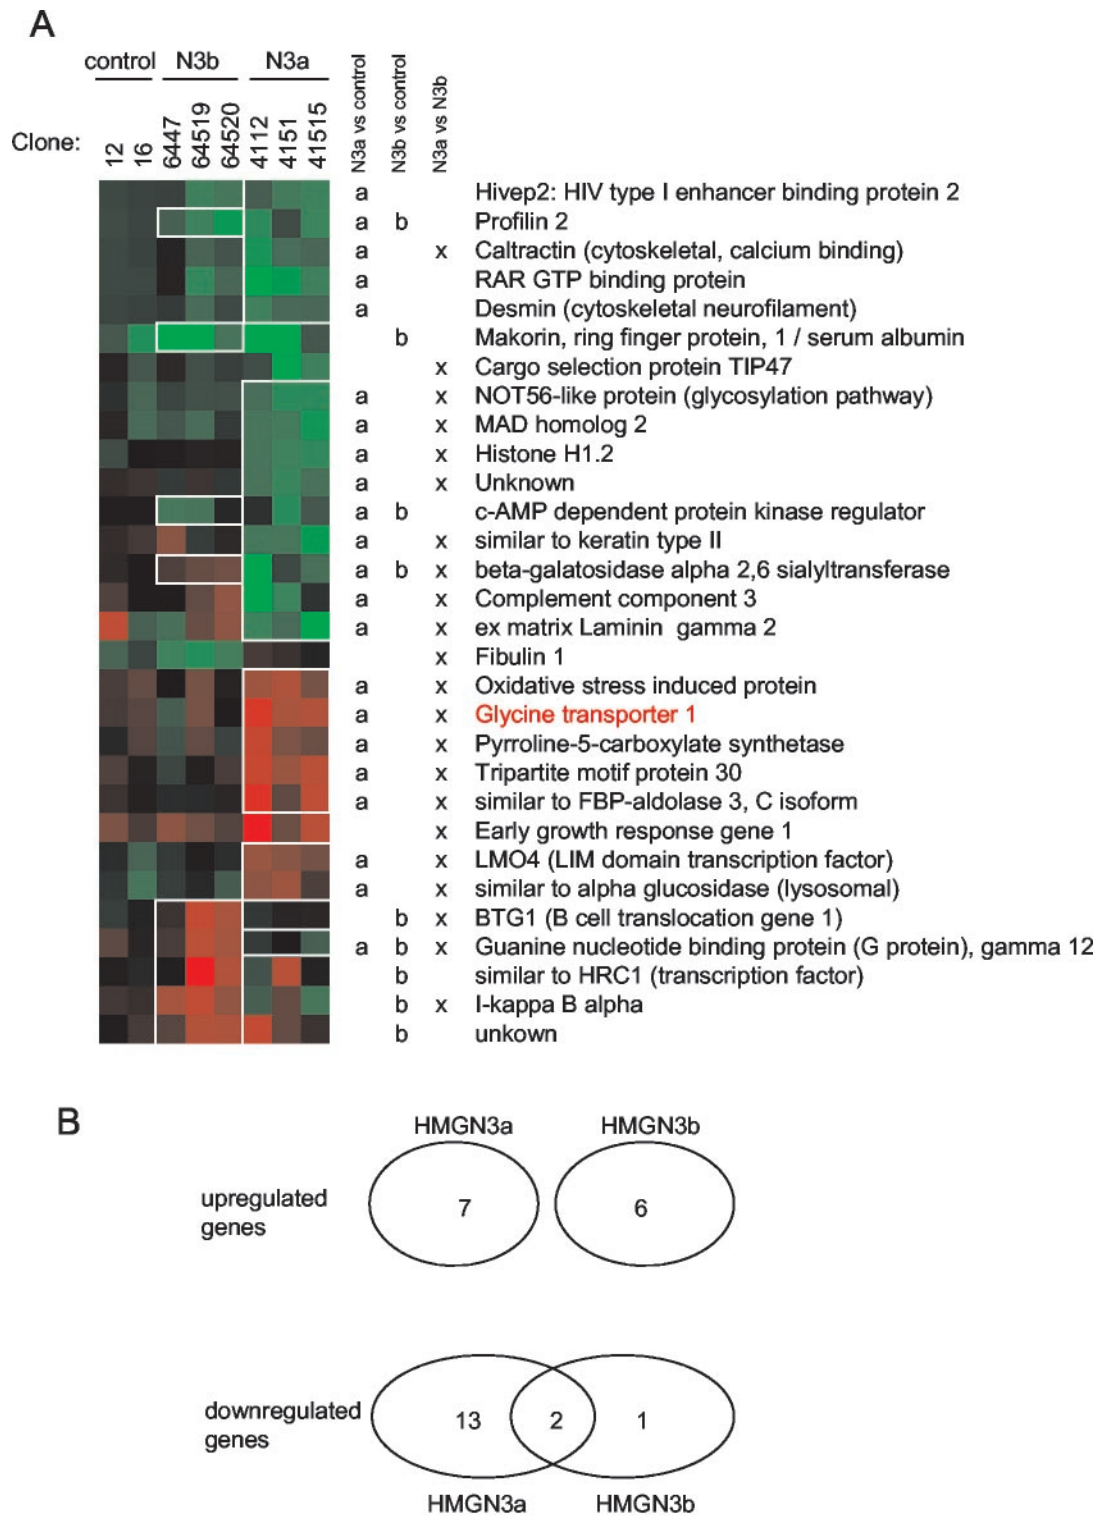 A
control N3b N3a
N3a vs control N3b vs control N3a vs N3b
Clone: 12 16 6447 64519 64520 4112 4151 41515
a Hivep2: HIV type I enhancer binding protein 2
a b Profilin 2
a x Caltractin (cytoskeletal, calcium binding)
a RAR GTP binding protein
a Desmin (cytoskeletal neurofilament)
b Makorin, ring finger protein, 1 / serum albumin
x Cargo selection protein TIP47
a x NOT56-like protein (glycosylation pathway)
a x MAD homolog 2
a x Histone H1.2
a x Unknown
a b c-AMP dependent protein kinase regulator
a x similar to keratin type II
a b x beta-galatosidase alpha 2,6 sialyltransferase
a x Complement component 3
a x ex matrix Laminin gamma 2
x Fibulin 1
a x Oxidative stress induced protein
a x Glycine transporter 1
a x Pyrroline-5-carboxylate synthetase
a x Tripartite motif protein 30
a x similar to FBP-aldolase 3, C isoform
x Early growth response gene 1
a x LMO4 (LIM domain transcription factor)
a x similar to alpha glucosidase (lysosomal)
b x BTG1 (B cell translocation gene 1)
a b x Guanine nucleotide binding protein (G protein), gamma 12
b similar to HRC1 (transcription factor)
b x I-kappa B alpha
b unkown
B
HMGN3a HMGN3b
upregulated
genes
7 6
downregulated
genes
13 2 1
HMGN3a HMGN3b